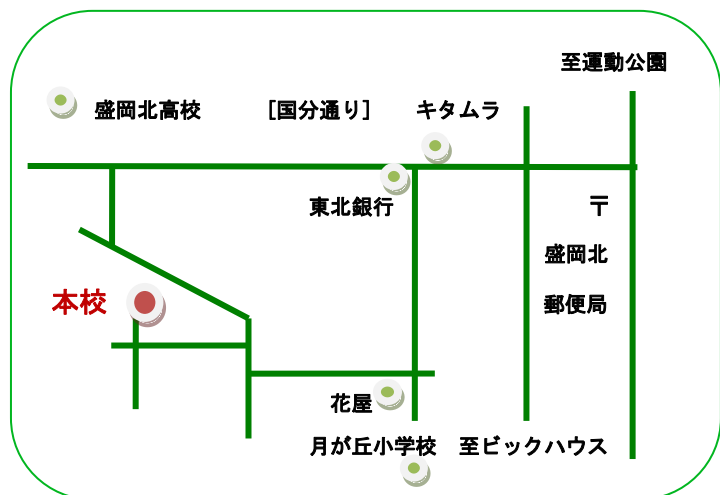 至運動公園
盛岡北高校
[国分通り]
キタムラ
東北銀行
〒
盛岡北
郵便局
本校
花屋
月が丘小学校
至ビックハウス